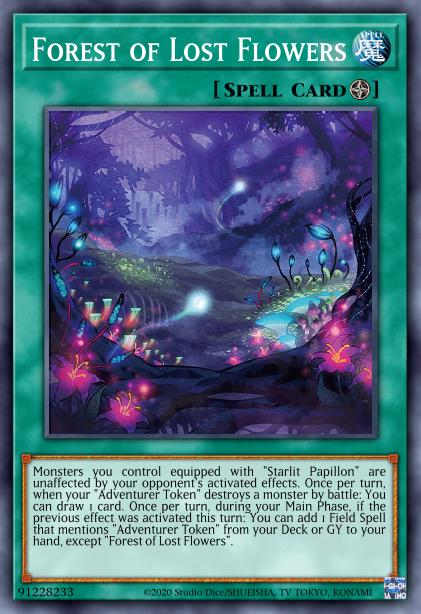 FOREST OF LOST FLOWERS
SPELL
魔
[SPELL CARD]
Monsters you control equipped with "Starlit Papillon" are
unaffected by your opponent's activated effects. Once per turn,
when your "Adventurer Token" destroys a monster by battle: You
can draw 1 card. Once per turn, during your Main Phase, if the
previous effect was activated this turn: You can add 1 Field Spell
that mentions "Adventurer Token" from your Deck or GY to your
hand, except "Forest of Lost Flowers".
91228233
©2020 Studio Dice/SHUEISHA, TV TOKYO, KONAMI